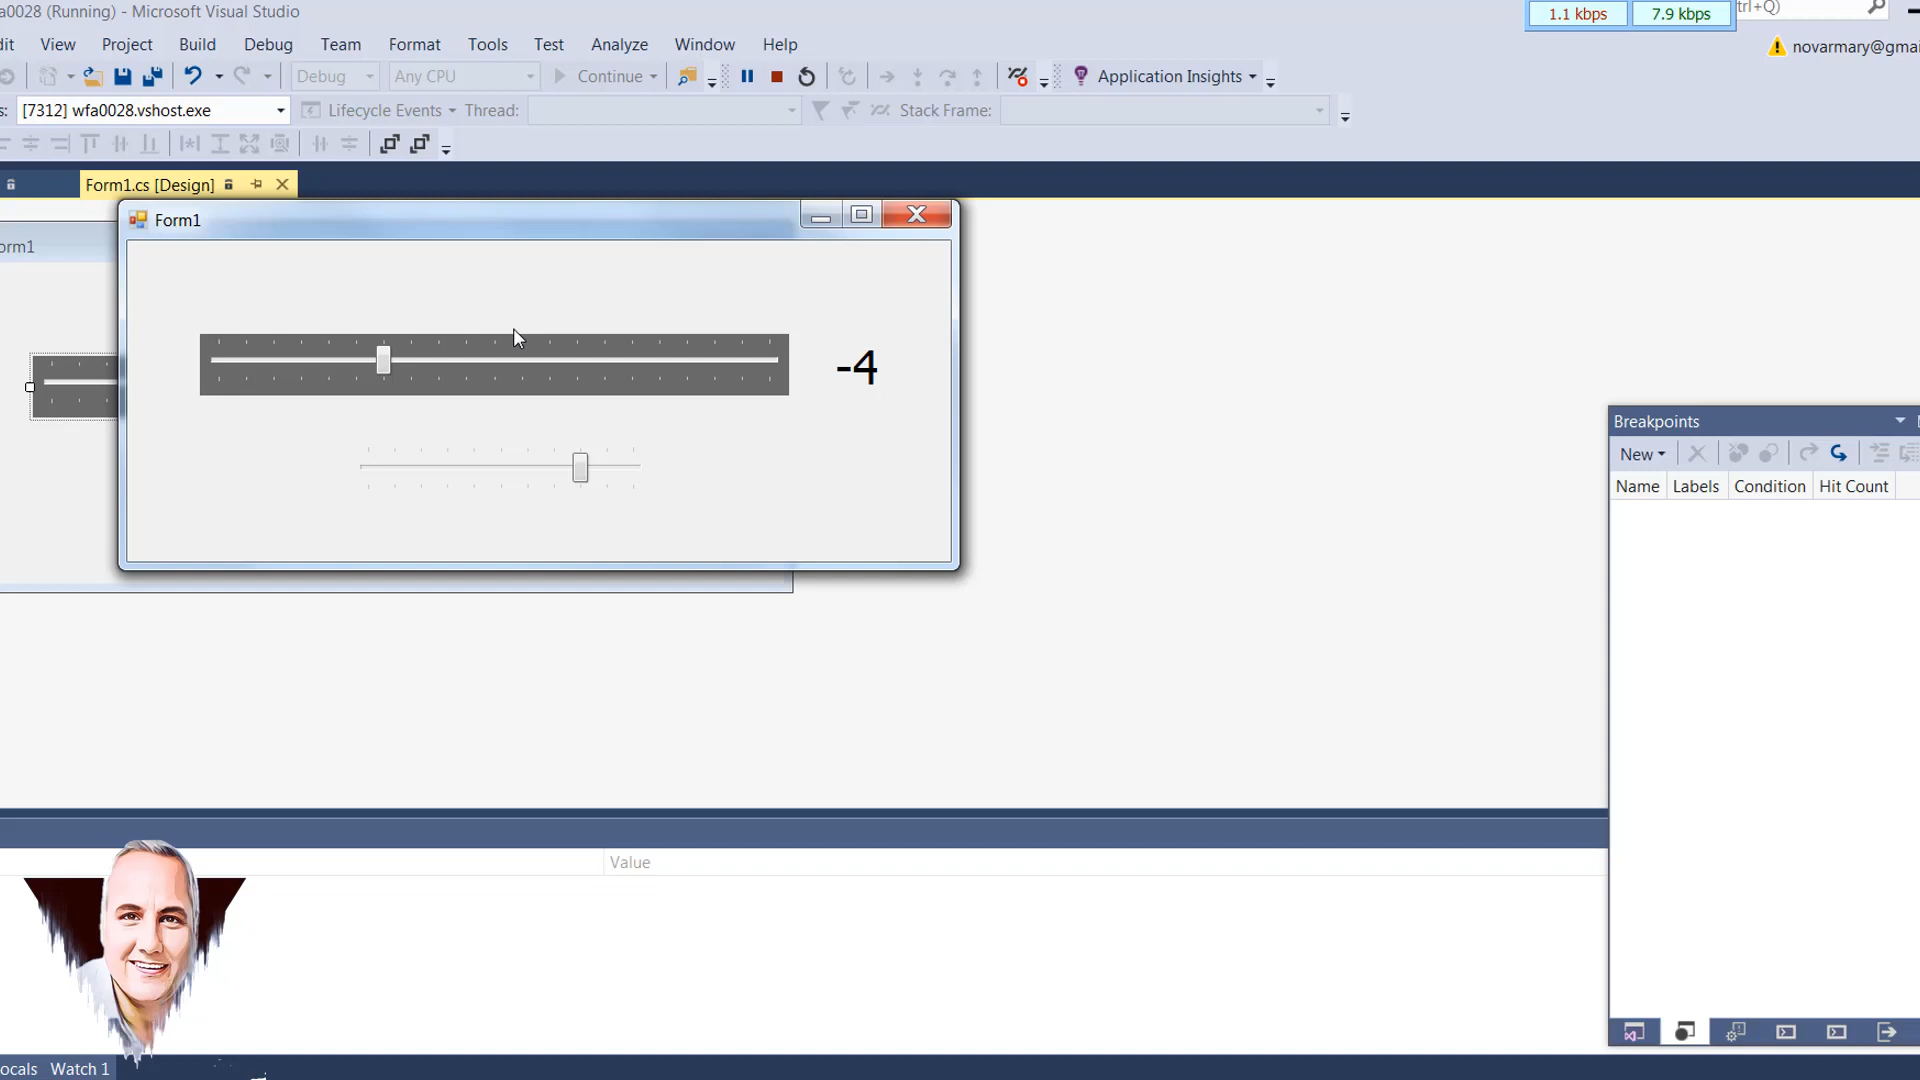 a0028 (Running) - Microsoft Visual Studio
1.1 kbps 7.9 kbps
trl+Q)
dit View Project Build Debug Team Format Tools Test Analyze Window Help
novarmary@gmai
Debug Any CPU Continue Application Insights
s: [7312] wfa0028.vshost.exe Lifecycle Events Thread: Stack Frame:
Form1.cs [Design]
Form1
orm1
-4
Breakpoints
New
Name Labels Condition Hit Count
Value
ocals Watch 1